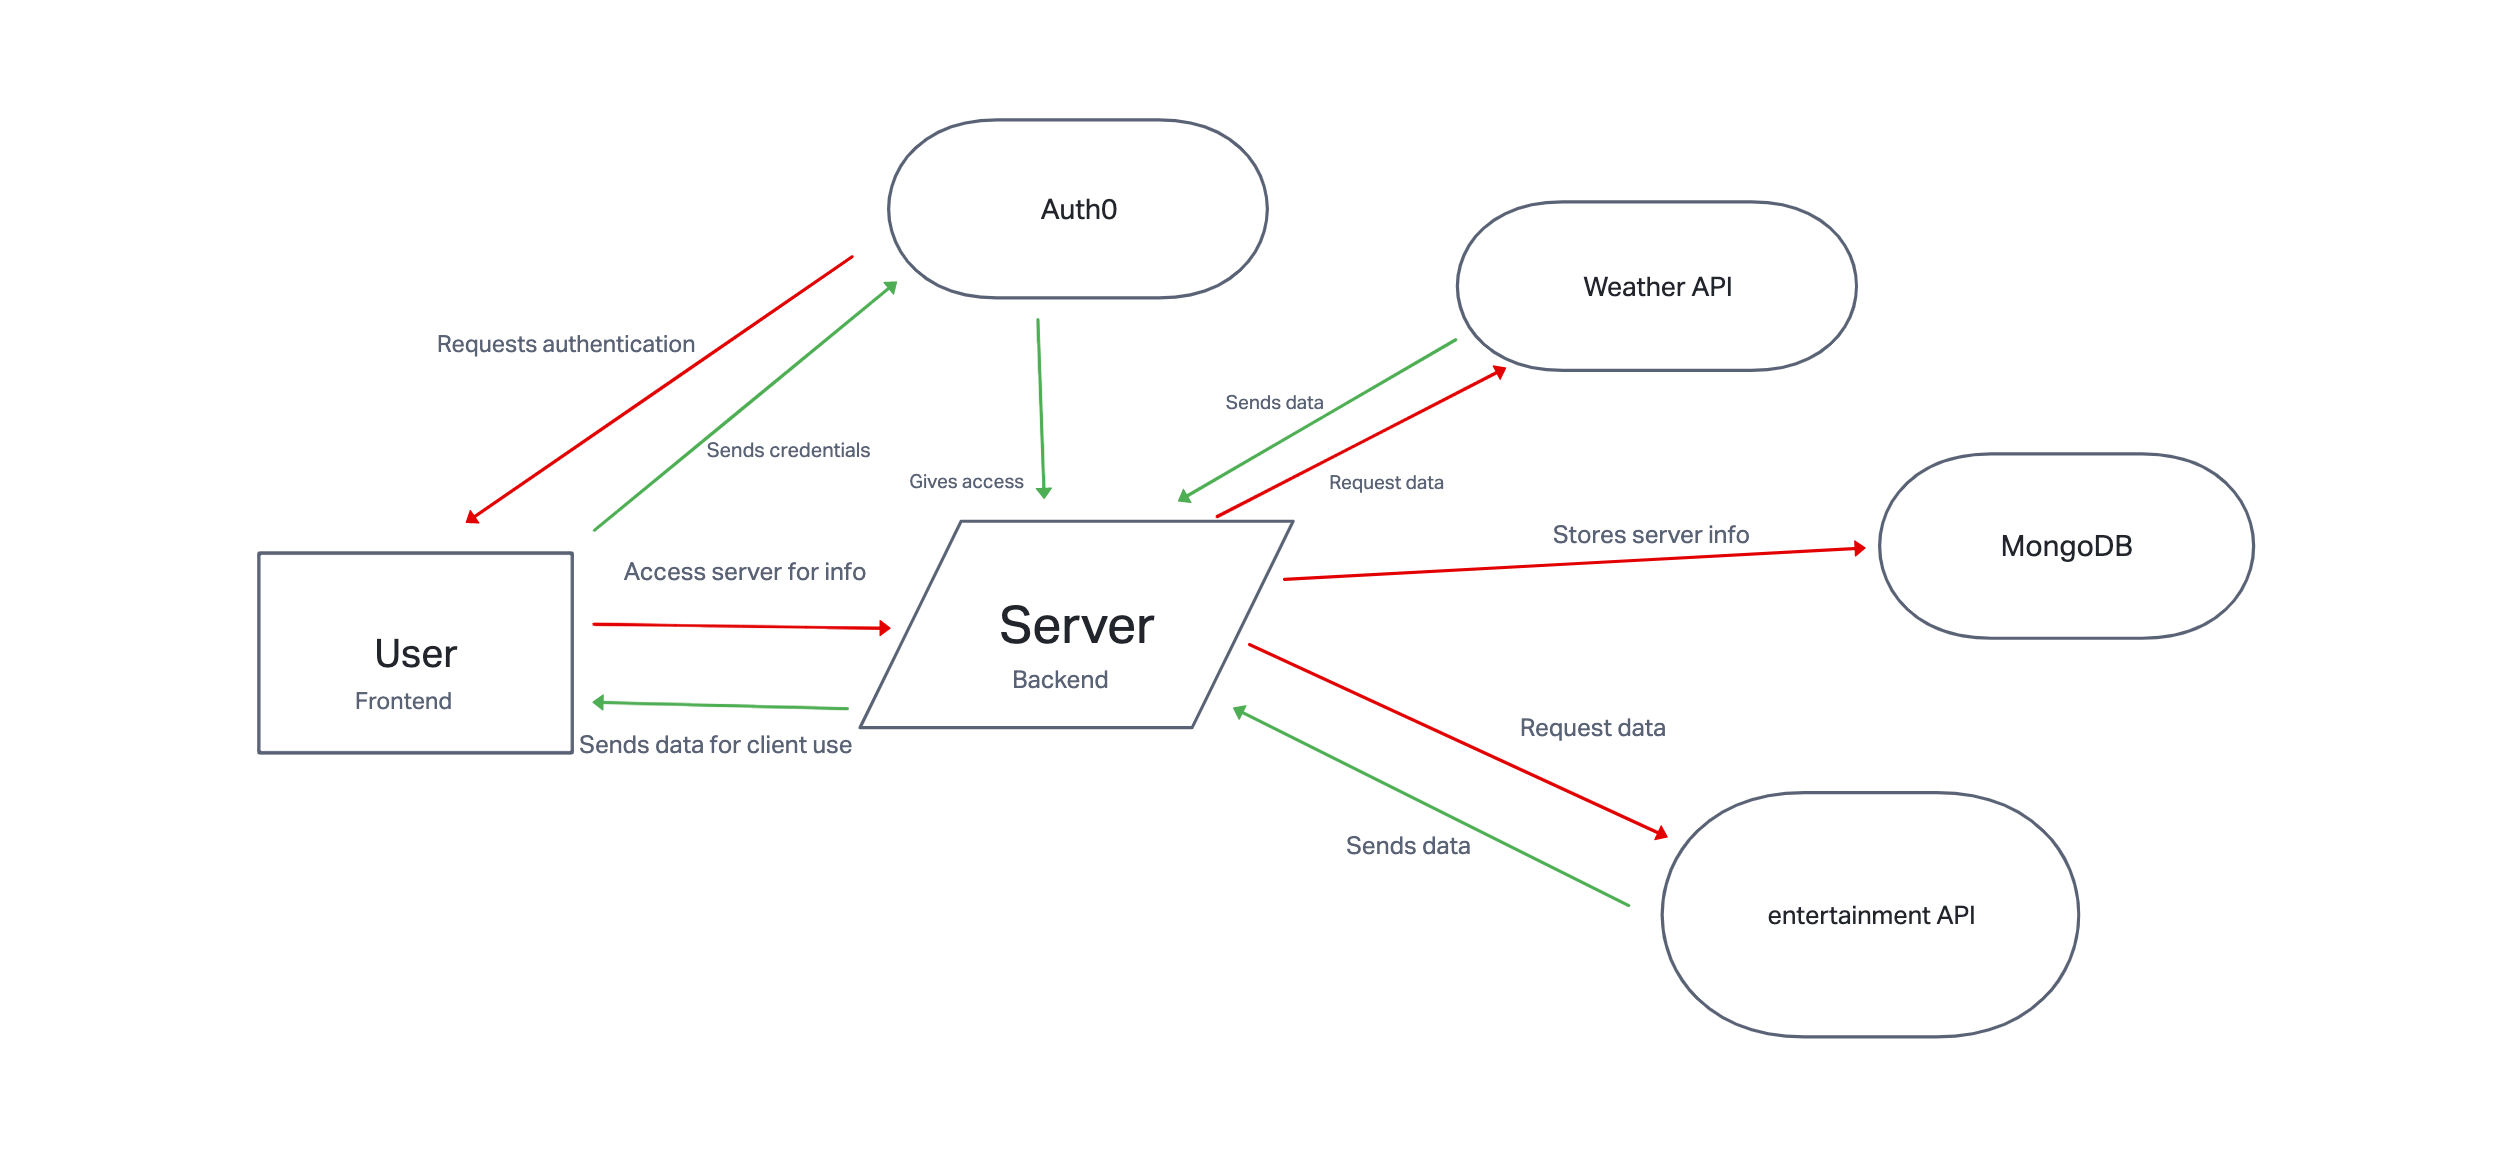 Auth0
Weather API
Requests authentication
Sends data
Sends credentials
Gives access
Request data
Stores server info
MongoDB
Access server for info
Server
Backend
User
Frontend
Sends data for client use
Request data
Sends data
entertainment API